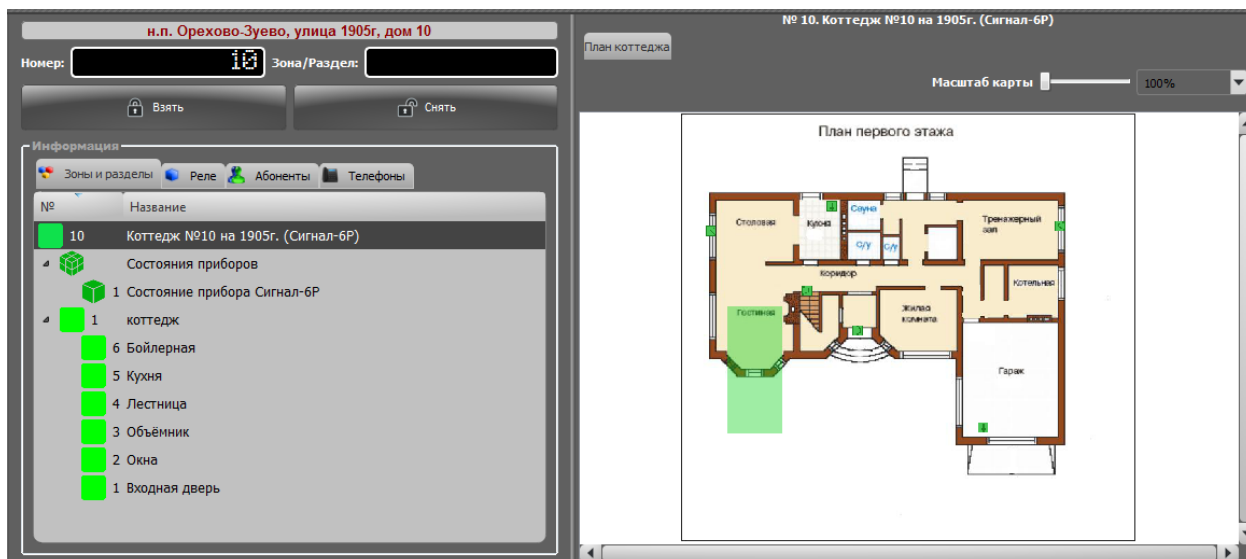 н.п. Орехово-Зуево, улица 1905г, дом 10
Номер: 10 Зона/Раздел:
Взять Снять
Информация
Зоны и разделы Реле Абоненты Телефоны
№ Название
10 Коттедж №10 на 1905г. (Сигнал-6Р)
Состояния приборов
1 Состояние прибора Сигнал-6Р
1 коттедж
6 Бойлерная
5 Кухня
4 Лестница
3 Объёмник
2 Окна
1 Входная дверь
№ 10. Коттедж №10 на 1905г. (Сигнал-6Р)
План коттеджа
Масштаб карты 100%
План первого этажа
Столовая
Кухня
Сауна
С/У
С/У
Тренажерный
зал
Коридор
Котельная
Гостиная
Жилая
комната
Гараж